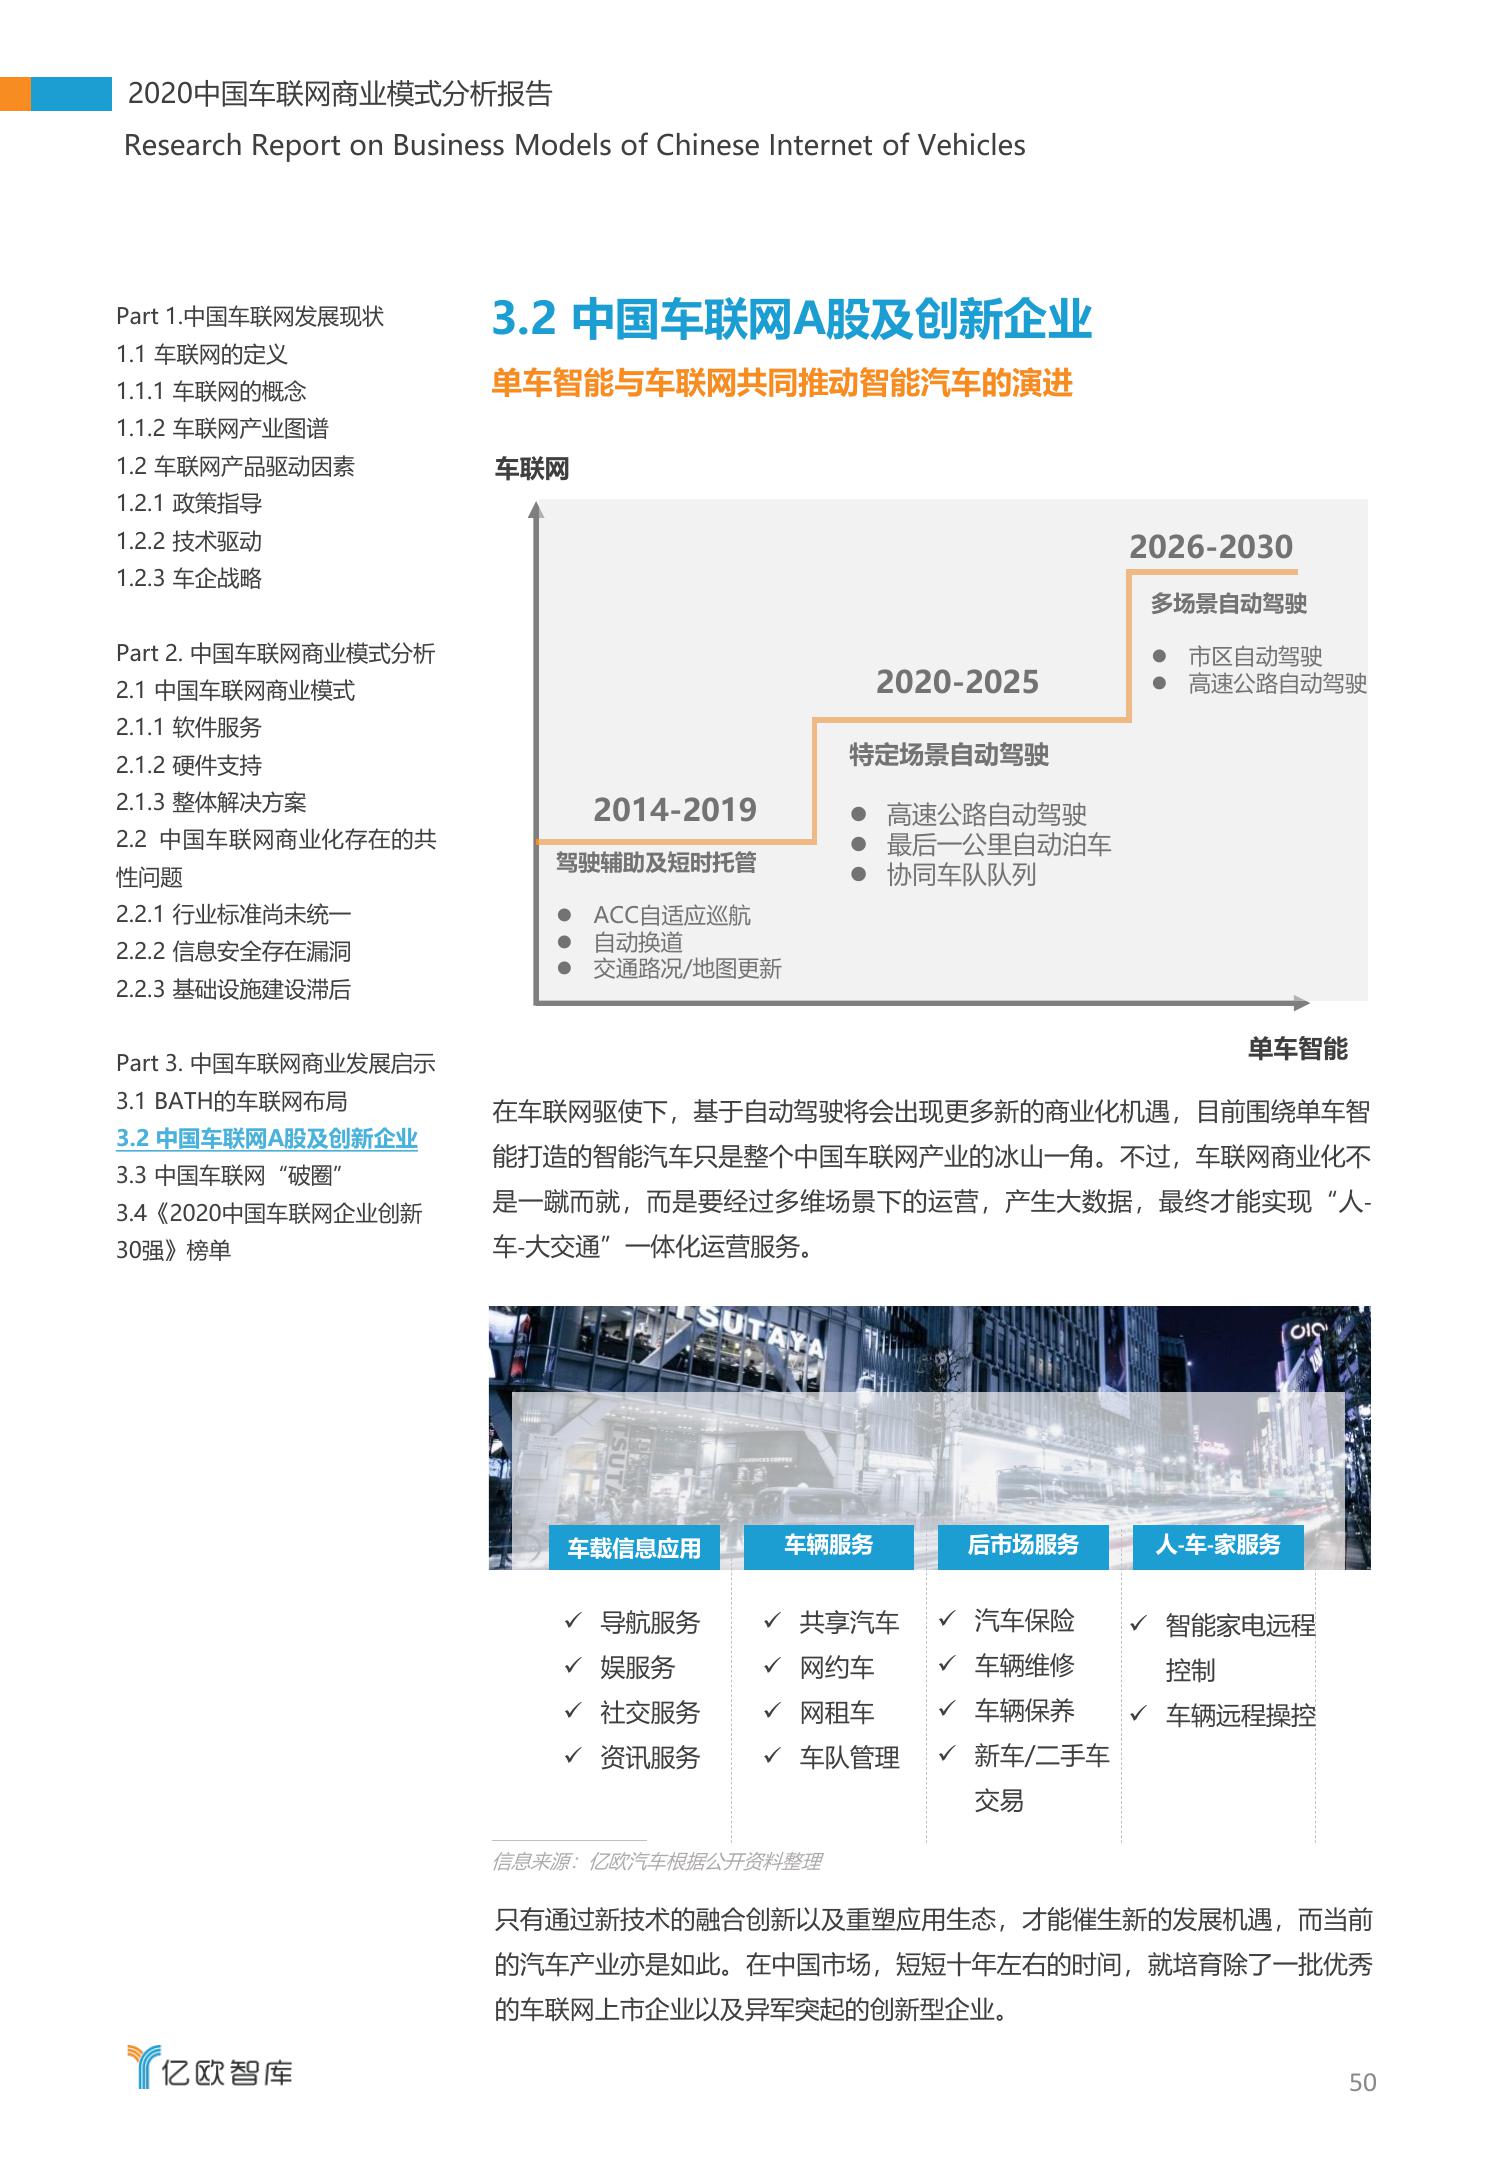 2020中国车联网商业模式分析报告
Research Report on Business Models of Chinese Internet of Vehicles
Part 1.中国车联网发展现状
1.1 车联网的定义
1.1.1 车联网的概念
1.1.2 车联网产业图谱
1.2 车联网产品驱动因素
1.2.1 政策指导
1.2.2 技术驱动
1.2.3 车企战略
Part 2. 中国车联网商业模式分析
2.1 中国车联网商业模式
2.1.1 软件服务
2.1.2 硬件支持
2.1.3 整体解决方案
2.2 中国车联网商业化存在的共
性问题
2.2.1 行业标准尚未统一
2.2.2 信息安全存在漏洞
2.2.3 基础设施建设滞后
Part 3. 中国车联网商业发展启示
3.1 BATH的车联网布局
3.2 中国车联网A股及创新企业
3.3 中国车联网“破圈”
3.4《2020中国车联网企业创新
30强》榜单
3.2 中国车联网A股及创新企业
单车智能与车联网共同推动智能汽车的演进
车联网
2026-2030
多场景自动驾驶
● 市区自动驾驶
● 高速公路自动驾驶
2020-2025
特定场景自动驾驶
● 高速公路自动驾驶
● 最后一公里自动泊车
● 协同车队队列
2014-2019
驾驶辅助及短时托管
● ACC自适应巡航
● 自动换道
● 交通路况/地图更新
单车智能
在车联网驱使下，基于自动驾驶将会出现更多新的商业化机遇，目前围绕单车智
能打造的智能汽车只是整个中国车联网产业的冰山一角。不过，车联网商业化不
是一蹴而就，而是要经过多维场景下的运营，产生大数据，最终才能实现“人-
车-大交通”一体化运营服务。
TSUTAYA
OIOI
STARBUCKS COFFEE
车载信息应用
✓ 导航服务
✓ 娱服务
✓ 社交服务
✓ 资讯服务
车辆服务
✓ 共享汽车
✓ 网约车
✓ 网租车
✓ 车队管理
后市场服务
✓ 汽车保险
✓ 车辆维修
✓ 车辆保养
✓ 新车/二手车
交易
人-车-家服务
✓ 智能家电远程
控制
✓ 车辆远程操控
信息来源：亿欧汽车根据公开资料整理
只有通过新技术的融合创新以及重塑应用生态，才能催生新的发展机遇，而当前
的汽车产业亦是如此。在中国市场，短短十年左右的时间，就培育除了一批优秀
的车联网上市企业以及异军突起的创新型企业。
亿欧智库
50